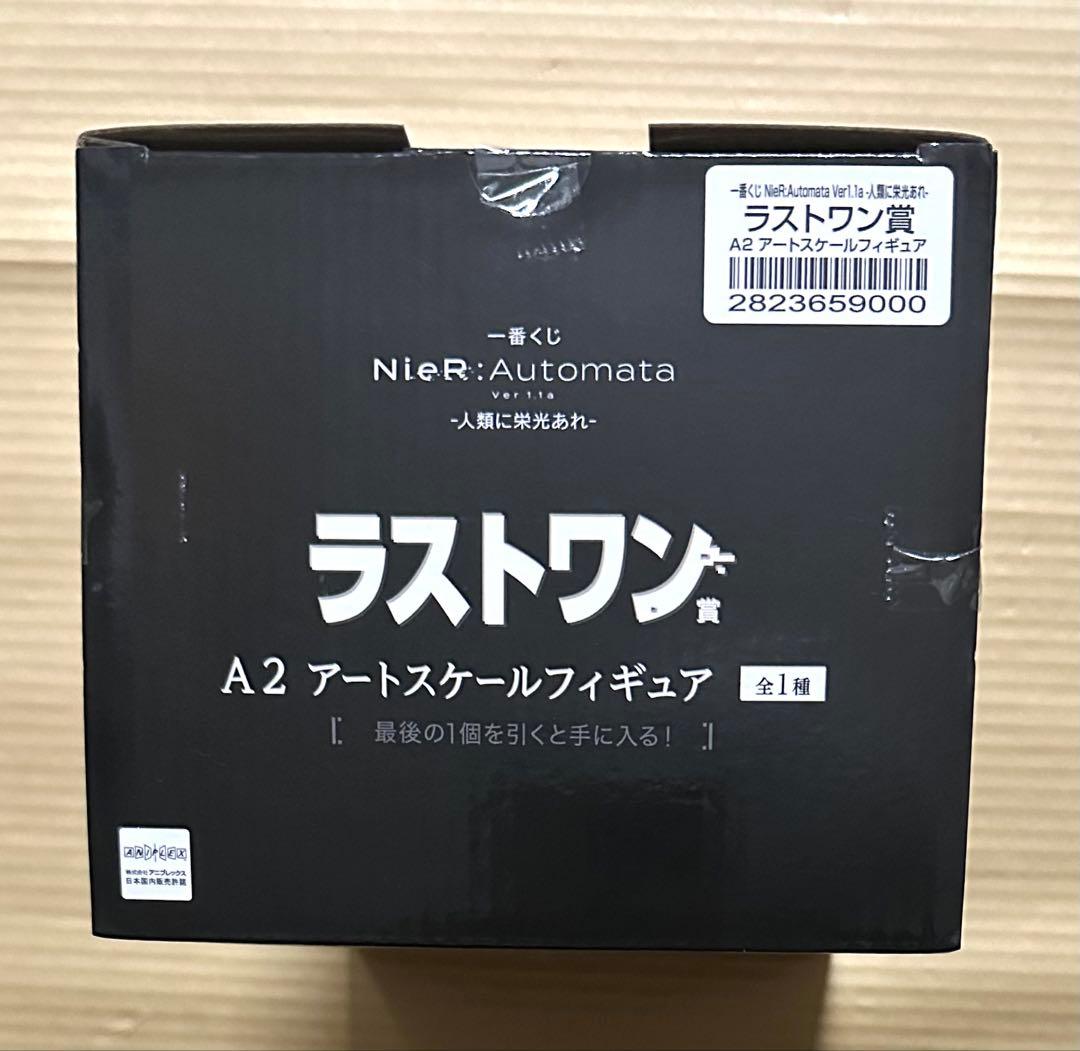 一番くじ NieR:Automata Ver1.1a -人類に栄光あれ-
ラストワン賞
A2 アートスケールフィギュア
2823659000
一番くじ
NieR:Automata
Ver 1.1a
-人類に栄光あれ-
ラストワン賞
A2 アートスケールフィギュア 全1種
最後の1個を引くと手に入る!
ANIPLEX
株式会社アニプレックス
日本国内販売許諾